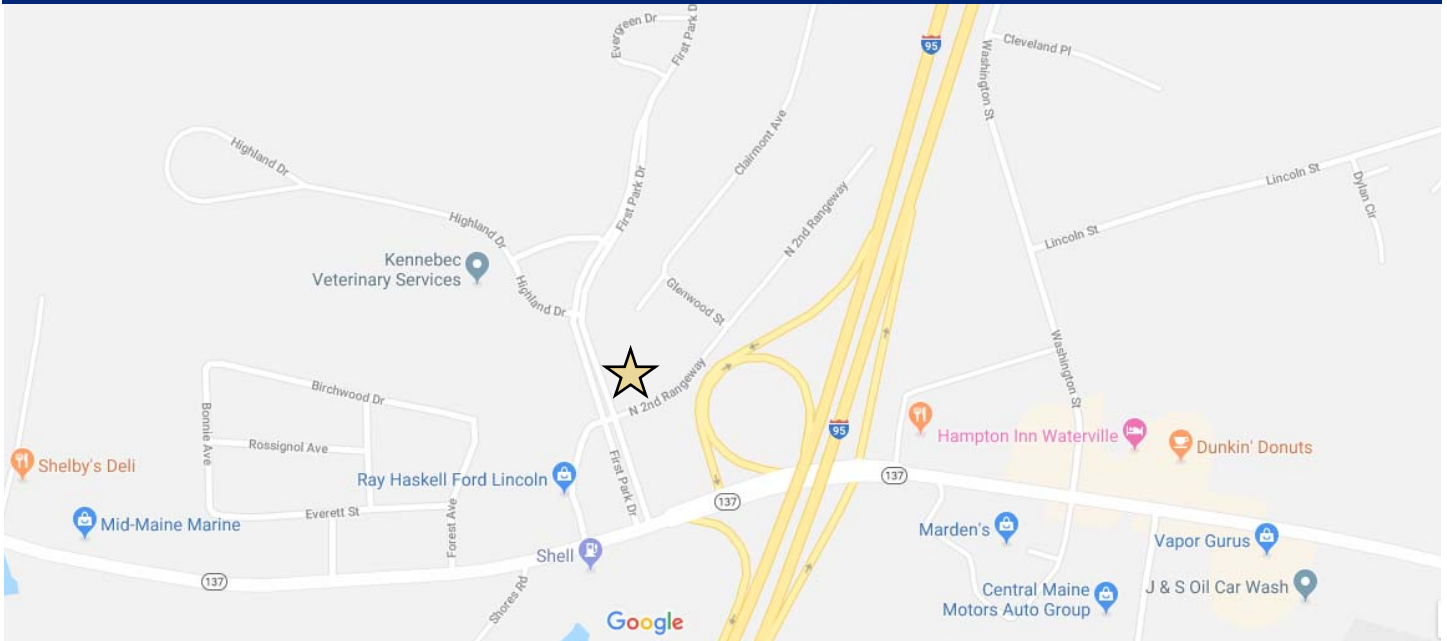 Evergreen Dr
First Park D
95
Washington St
Cleveland Pl
Clairmont Ave
Highland Dr
First Park Dr
N 2nd Rangeway
Lincoln St
Dylan Cir
Highland Dr
Lincoln St
Kennebec
Veterinary Services
Highland Dr
Glenwood St
Washington St
N 2nd Rangeway
Birchwood Dr
Bonnie Ave
Rossignol Ave
95
Hampton Inn Waterville
Dunkin' Donuts
Shelby's Deli
Ray Haskell Ford Lincoln
First Park Dr
137
137
Everett St
Forest Ave
Mid-Maine Marine
Marden's
Vapor Gurus
Shell
137
Shores Rd
Central Maine
Motors Auto Group
J & S Oil Car Wash
Google